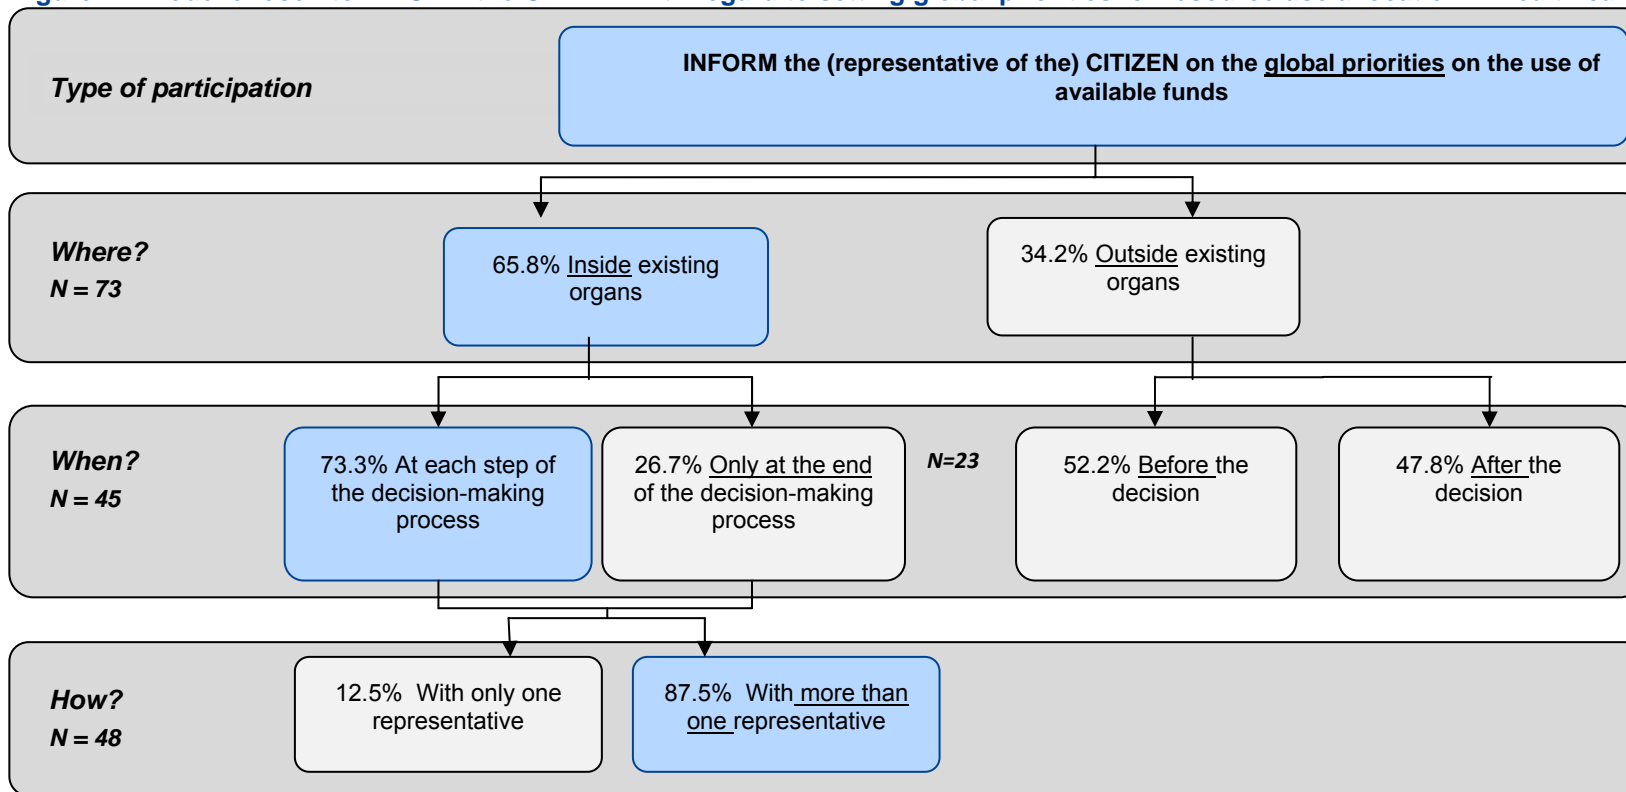 Type of participation
INFORM the (representative of the) CITIZEN on the global priorities on the use of
available funds
Where?
N = 73
65.8% Inside existing
organs
34.2% Outside existing
organs
When?
N = 45
73.3% At each step of
the decision-making
process
26.7% Only at the end
of the decision-making
process
N=23
52.2% Before the
decision
47.8% After the
decision
How?
N = 48
12.5% With only one
representative
87.5% With more than
one representative